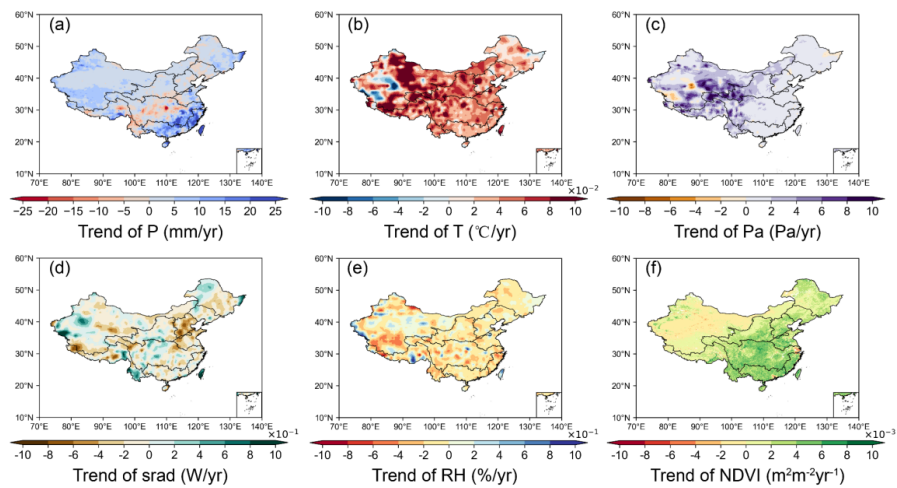 (a) (b) (c)
60°N 60°N 60°N
50°N 50°N 50°N
40°N 40°N 40°N
30°N 30°N 30°N
20°N 20°N 20°N
10°N 10°N 10°N
70°E 80°E 90°E 100°E 110°E 120°E 130°E 140°E 70°E 80°E 90°E 100°E 110°E 120°E 130°E 140°E 70°E 80°E 90°E 100°E 110°E 120°E 130°E 140°E
×10⁻²
−25 −20 −15 −10 −5 0 5 10 15 20 25 −10 −8 −6 −4 −2 0 2 4 6 8 10 −10 −8 −6 −4 −2 0 2 4 6 8 10
Trend of P (mm/yr) Trend of T (℃/yr) Trend of Pa (Pa/yr)
(d) (e) (f)
60°N 60°N 60°N
50°N 50°N 50°N
40°N 40°N 40°N
30°N 30°N 30°N
20°N 20°N 20°N
10°N 10°N 10°N
70°E 80°E 90°E 100°E 110°E 120°E 130°E 140°E 70°E 80°E 90°E 100°E 110°E 120°E 130°E 140°E 70°E 80°E 90°E 100°E 110°E 120°E 130°E 140°E
×10⁻¹ ×10⁻¹ ×10⁻³
−10 −8 −6 −4 −2 0 2 4 6 8 10 −10 −8 −6 −4 −2 0 2 4 6 8 10 −10 −8 −6 −4 −2 0 2 4 6 8 10
Trend of srad (W/yr) Trend of RH (%/yr) Trend of NDVI (m²m⁻²yr⁻¹)